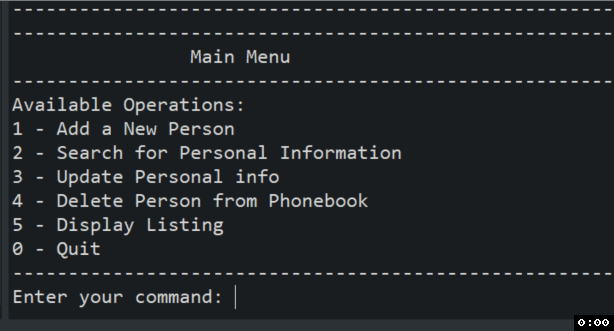 -------------------------------------------------------
-------------------------------------------------------
Main Menu
-------------------------------------------------------
Available Operations:
1 - Add a New Person
2 - Search for Personal Information
3 - Update Personal info
4 - Delete Person from Phonebook
5 - Display Listing
0 - Quit
-------------------------------------------------------
Enter your command:
0:00